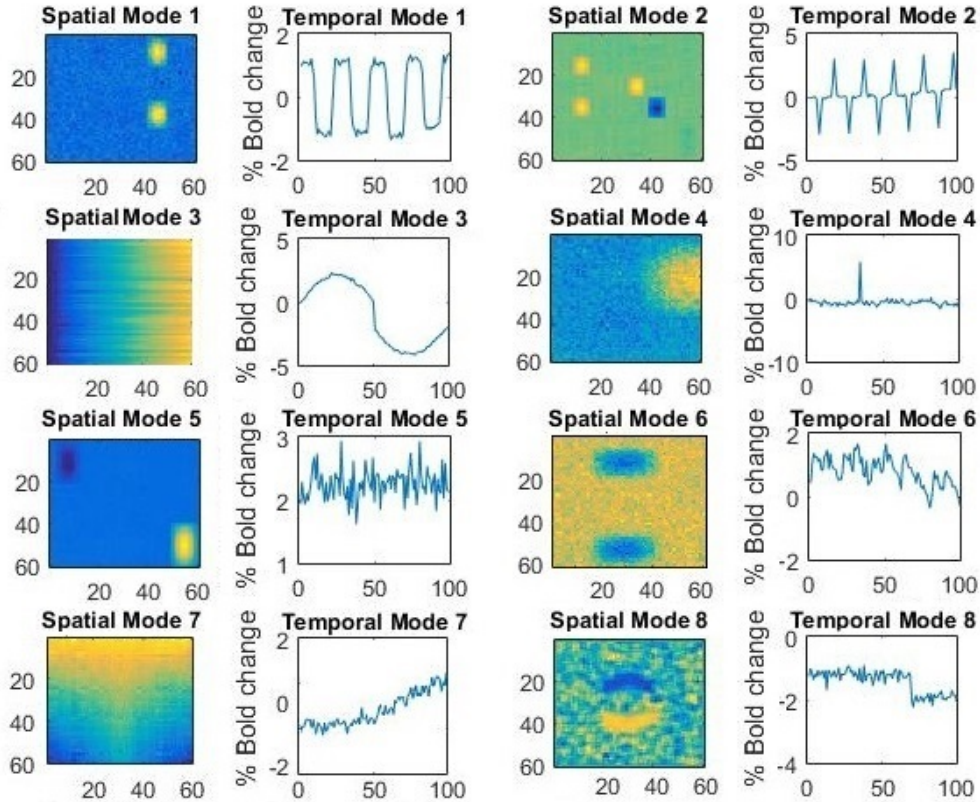 Spatial Mode 1
Temporal Mode 1
Spatial Mode 2
Temporal Mode 2
20
40
60
20 40 60
% Bold change
2
0
-2
0 50 100
20
40
60
20 40 60
% Bold change
5
0
-5
0 50 100
Spatial Mode 3
Temporal Mode 3
Spatial Mode 4
Temporal Mode 4
20
40
60
20 40 60
% Bold change
5
0
-5
0 50 100
20
40
60
20 40 60
% Bold change
10
0
-10
0 50 100
Spatial Mode 5
Temporal Mode 5
Spatial Mode 6
Temporal Mode 6
20
40
60
20 40 60
% Bold change
3
2
1
0 50 100
20
40
60
20 40 60
% Bold change
2
0
-2
0 50 100
Spatial Mode 7
Temporal Mode 7
Spatial Mode 8
Temporal Mode 8
20
40
60
20 40 60
% Bold change
2
0
-2
0 50 100
20
40
60
20 40 60
% Bold change
0
-2
-4
0 50 100